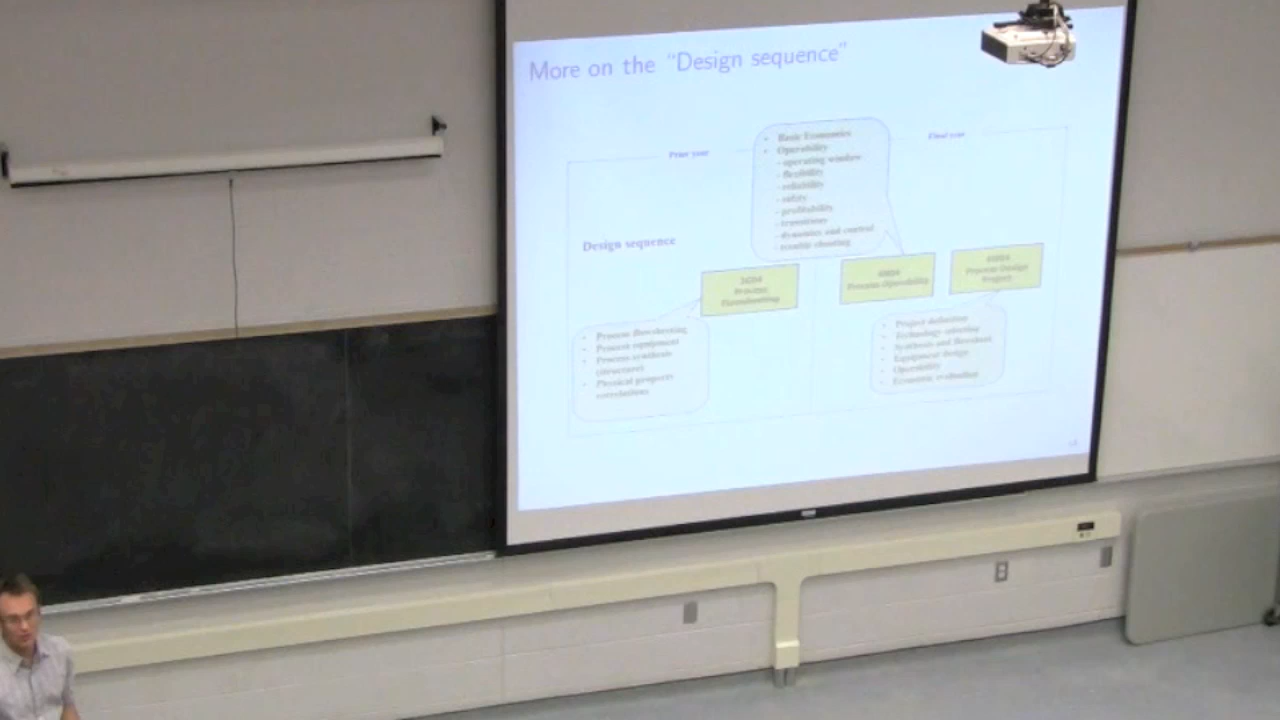 More on the "Design sequence"
• Basic Economics
• Operability
- operating window
- flexibility
- reliability
- safety
- profitability
- dynamics and control
- trouble shooting
Prior year
Final year
Design sequence
Process
Flowsheeting
Process Operability
Process Design
Project
• Process flowsheeting
• Process equipment
• Process synthesis
(structure)
• Physical property
correlations
• Project definition
• Technology selection
• Synthesis and flowsheet
• Equipment design
• Economic evaluation